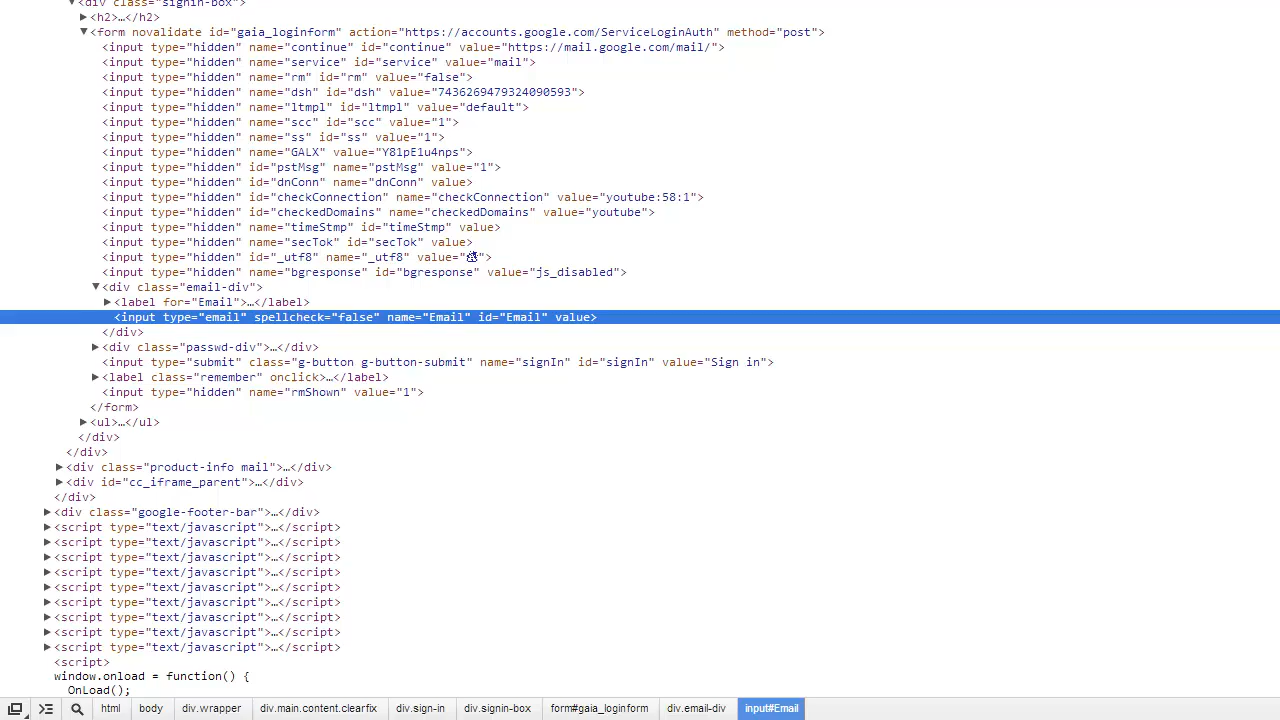 <div class="signin-box">
<h2>…</h2>
<form novalidate id="gaia_loginform" action="https://accounts.google.com/ServiceLoginAuth" method="post">
<input type="hidden" name="continue" id="continue" value="https://mail.google.com/mail/">
<input type="hidden" name="service" id="service" value="mail">
<input type="hidden" name="rm" id="rm" value="false">
<input type="hidden" name="dsh" id="dsh" value="7436269479324090593">
<input type="hidden" name="ltmpl" id="ltmpl" value="default">
<input type="hidden" name="scc" id="scc" value="1">
<input type="hidden" name="ss" id="ss" value="1">
<input type="hidden" name="GALX" value="Y81pE1u4nps">
<input type="hidden" id="pstMsg" name="pstMsg" value="1">
<input type="hidden" id="dnConn" name="dnConn" value>
<input type="hidden" id="checkConnection" name="checkConnection" value="youtube:58:1">
<input type="hidden" id="checkedDomains" name="checkedDomains" value="youtube">
<input type="hidden" name="timeStmp" id="timeStmp" value>
<input type="hidden" name="secTok" id="secTok" value>
<input type="hidden" id="_utf8" name="_utf8" value="">
<input type="hidden" name="bgresponse" id="bgresponse" value="js_disabled">
<div class="email-div">
<label for="Email">…</label>
<input type="email" spellcheck="false" name="Email" id="Email" value>
</div>
<div class="passwd-div">…</div>
<input type="submit" class="g-button g-button-submit" name="signIn" id="signIn" value="Sign in">
<label class="remember" onclick>…</label>
<input type="hidden" name="rmShown" value="1">
</form>
<ul>…</ul>
</div>
</div>
<div class="product-info mail">…</div>
<div id="cc_iframe_parent">…</div>
</div>
<div class="google-footer-bar">…</div>
<script type="text/javascript">…</script>
<script type="text/javascript">…</script>
<script type="text/javascript">…</script>
<script type="text/javascript">…</script>
<script type="text/javascript">…</script>
<script type="text/javascript">…</script>
<script type="text/javascript">…</script>
<script type="text/javascript">…</script>
<script type="text/javascript">…</script>
<script>
window.onload = function() {
OnLoad();
html body div.wrapper div.main.content.clearfix div.sign-in div.signin-box form#gaia_loginform div.email-div input#Email